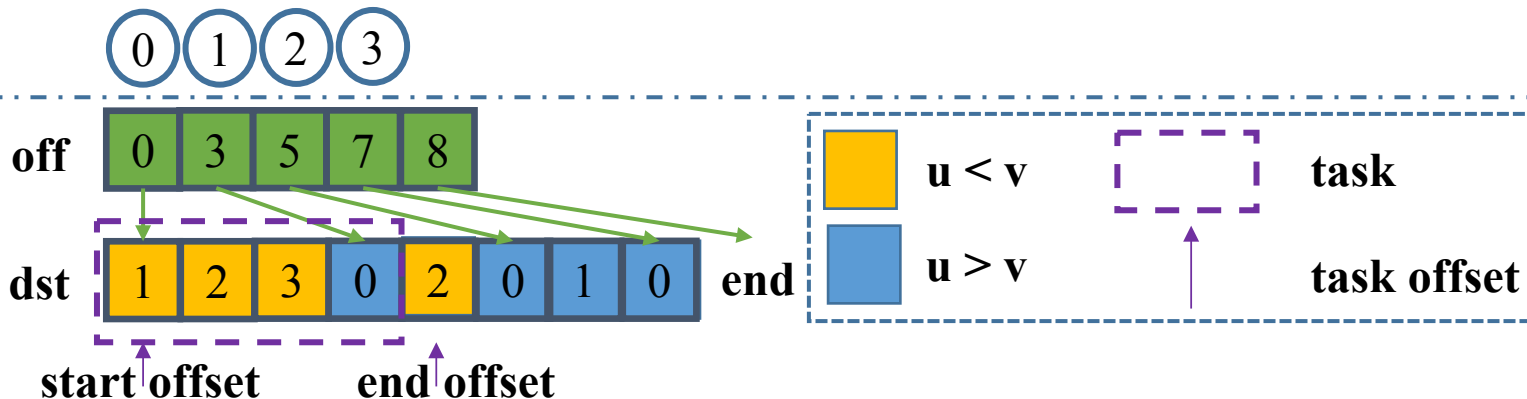 0 1 2 3
off 0 3 5 7 8
u < v task
dst 1 2 3 0 2 0 1 0 end
u > v task offset
start offset end offset